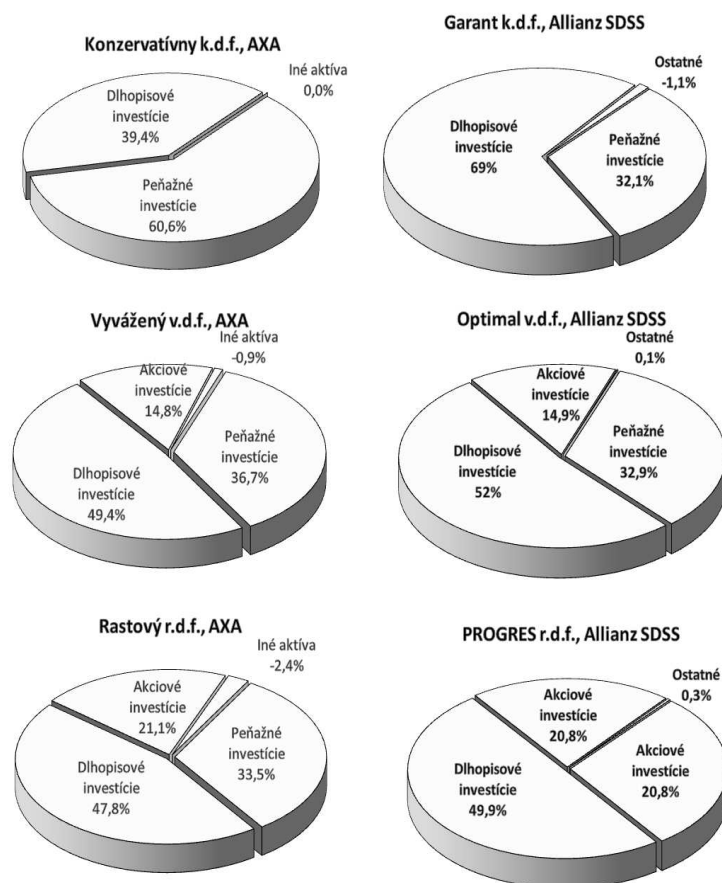 Konzervatívny k.d.f., AXA
Iné aktíva
0,0%
Dlhopisové
investície
39,4%
Peňažné
investície
60,6%
Garant k.d.f., Allianz SDSS
Ostatné
-1,1%
Dlhopisové
investície
69%
Peňažné
investície
32,1%
Vyvážený v.d.f., AXA
Iné aktíva
-0,9%
Akciové
investície
14,8%
Peňažné
investície
36,7%
Dlhopisové
investície
49,4%
Optimal v.d.f., Allianz SDSS
Ostatné
0,1%
Akciové
investície
14,9%
Peňažné
investície
32,9%
Dlhopisové
investície
52%
Rastový r.d.f., AXA
Iné aktíva
-2,4%
Akciové
investície
21,1%
Peňažné
investície
33,5%
Dlhopisové
investície
47,8%
PROGRES r.d.f., Allianz SDSS
Ostatné
0,3%
Akciové
investície
20,8%
Akciové
investície
20,8%
Dlhopisové
investície
49,9%